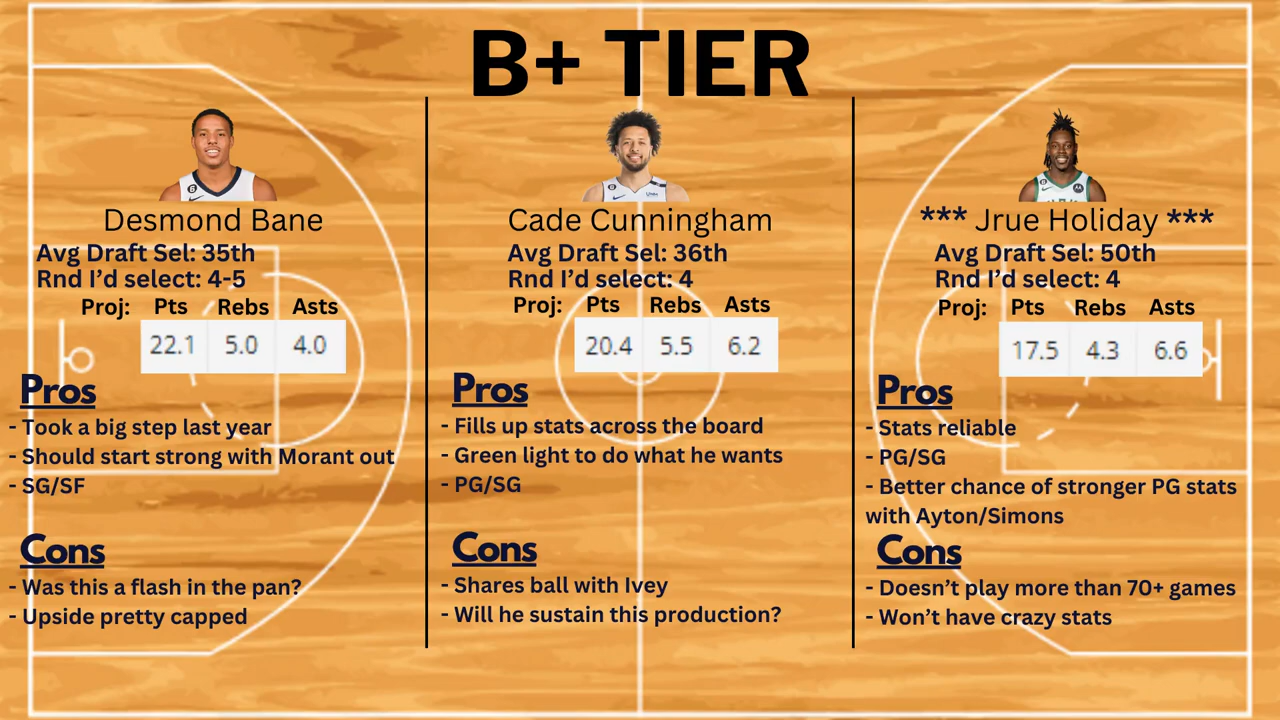 B+ TIER
Desmond Bane
Avg Draft Sel: 35th
Rnd I'd select: 4-5
Proj: Pts Rebs Asts
22.1 5.0 4.0
Pros
- Took a big step last year
- Should start strong with Morant out
- SG/SF
Cons
- Was this a flash in the pan?
- Upside pretty capped
Cade Cunningham
Avg Draft Sel: 36th
Rnd I'd select: 4
Proj: Pts Rebs Asts
20.4 5.5 6.2
Pros
- Fills up stats across the board
- Green light to do what he wants
- PG/SG
Cons
- Shares ball with Ivey
- Will he sustain this production?
*** Jrue Holiday ***
Avg Draft Sel: 50th
Rnd I'd select: 4
Proj: Pts Rebs Asts
17.5 4.3 6.6
Pros
- Stats reliable
- PG/SG
- Better chance of stronger PG stats
with Ayton/Simons
Cons
- Doesn't play more than 70+ games
- Won't have crazy stats